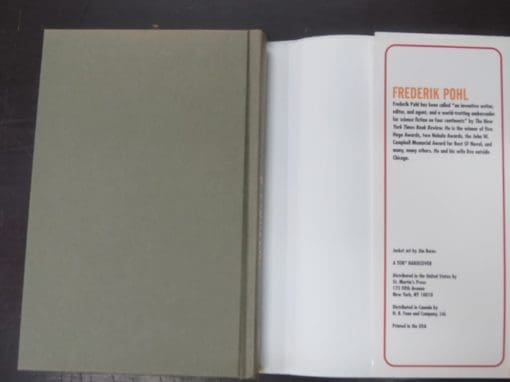 FREDERIK POHL
Frederik Pohl has been called "an inventive writer,
editor, and agent, and a world-trotting ambassador
for science fiction on four continents" by The New
York Times Book Review. He is the winner of five
Hugo Awards, two Nebula Awards, the John W.
Campbell Memorial Award for Best SF Novel, and
many, many others. He and his wife live outside
Chicago.
Jacket art by Jim Burns
A TOR® HARDCOVER
Distributed in the United States by
St. Martin's Press
175 Fifth Avenue
New York, NY 10010
Distributed in Canada by
H. B. Fenn and Company, Ltd.
Printed in the USA